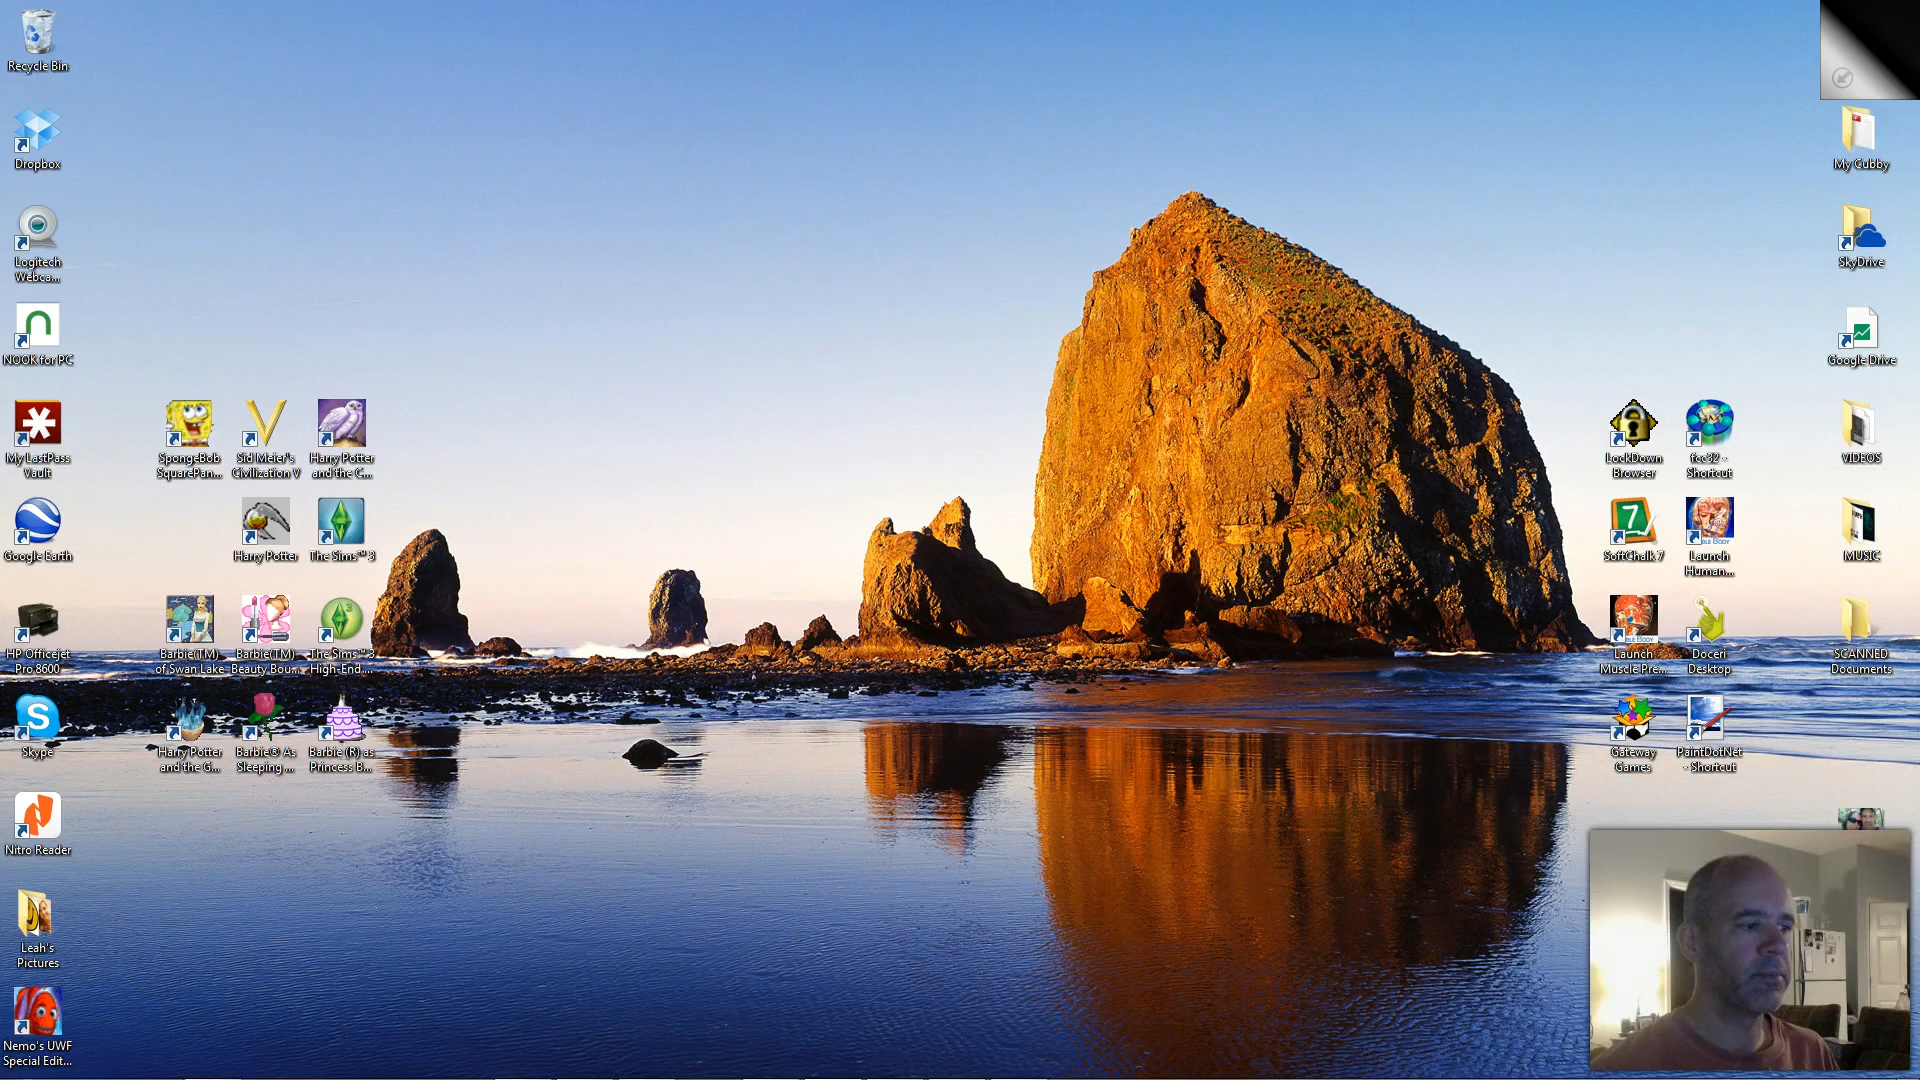 Recycle Bin
Dropbox
Logitech
Webca...
NOOK for PC
My LastPass
Vault
Google Earth
HP Officejet
Pro 8600
Skype
Nitro Reader
Leah's
Pictures
Nemo's UWF
Special Edit...
SpongeBob
SquarePan...
Sid Meier's
Civilization V
Harry Potter
and the C...
Harry Potter
The Sims™ 3
Barbie(TM)
of Swan Lake
Barbie(TM)
Beauty Bou...
The Sims™ 3
High-End...
Harry Potter
and the G...
Barbie® As
Sleeping ...
Barbie (R) as
Princess B...
LockDown
Browser
fcc32 -
Shortcut
7
SoftChalk 7
Launch
Human...
Launch
Muscle Pre...
Doceri
Desktop
Gateway
Games
PaintDotNet
- Shortcut
My Cubby
SkyDrive
Google Drive
VIDEOS
MUSIC
SCANNED
Documents